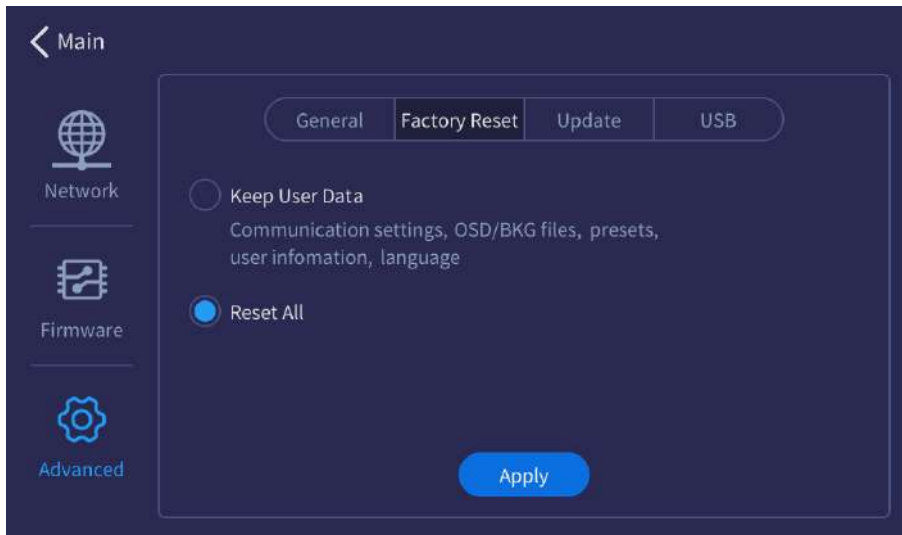 Main
Network
Firmware
Advanced
General Factory Reset Update USB
Keep User Data
Communication settings, OSD/BKG files, presets,
user infomation, language
Reset All
Apply